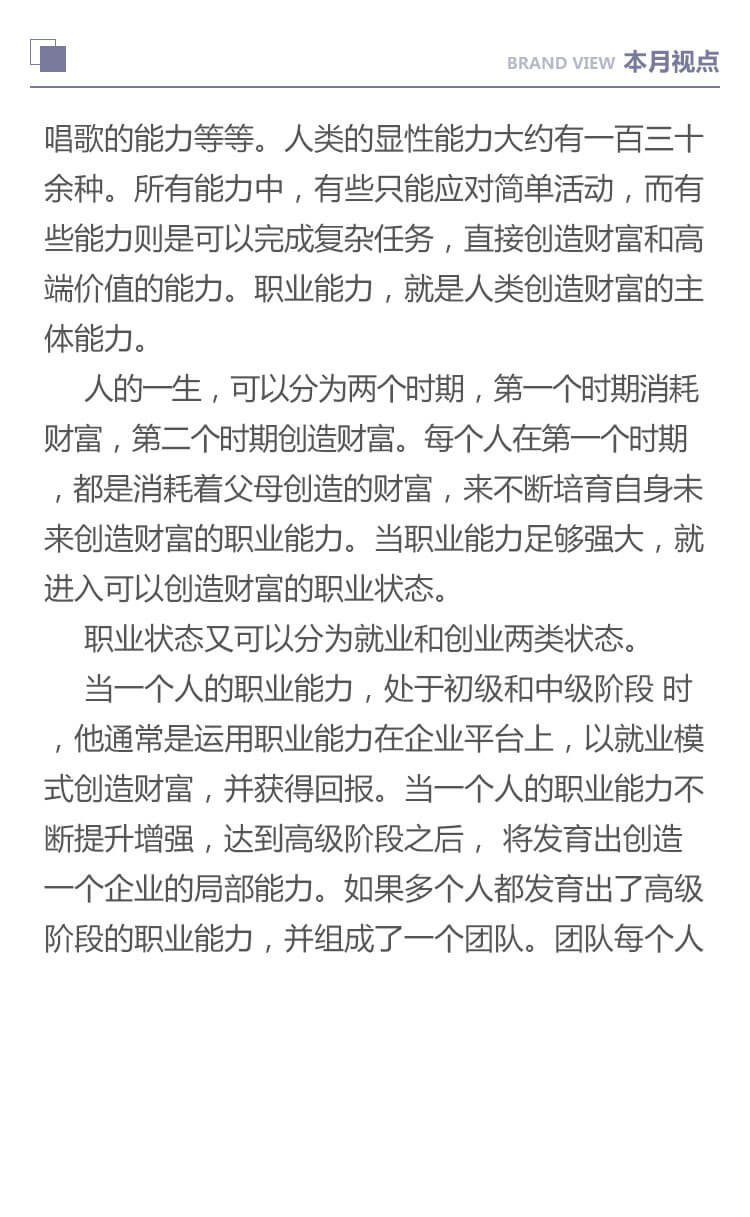 BRAND VIEW 本月视点
唱歌的能力等等。人类的显性能力大约有一百三十
余种。所有能力中，有些只能应对简单活动，而有
些能力则是可以完成复杂任务，直接创造财富和高
端价值的能力。职业能力，就是人类创造财富的主
体能力。
人的一生，可以分为两个时期，第一个时期消耗
财富，第二个时期创造财富。每个人在第一个时期
，都是消耗着父母创造的财富，来不断培育自身未
来创造财富的职业能力。当职业能力足够强大，就
进入可以创造财富的职业状态。
职业状态又可以分为就业和创业两类状态。
当一个人的职业能力，处于初级和中级阶段 时
，他通常是运用职业能力在企业平台上，以就业模
式创造财富，并获得回报。当一个人的职业能力不
断提升增强，达到高级阶段之后， 将发育出创造
一个企业的局部能力。如果多个人都发育出了高级
阶段的职业能力，并组成了一个团队。团队每个人